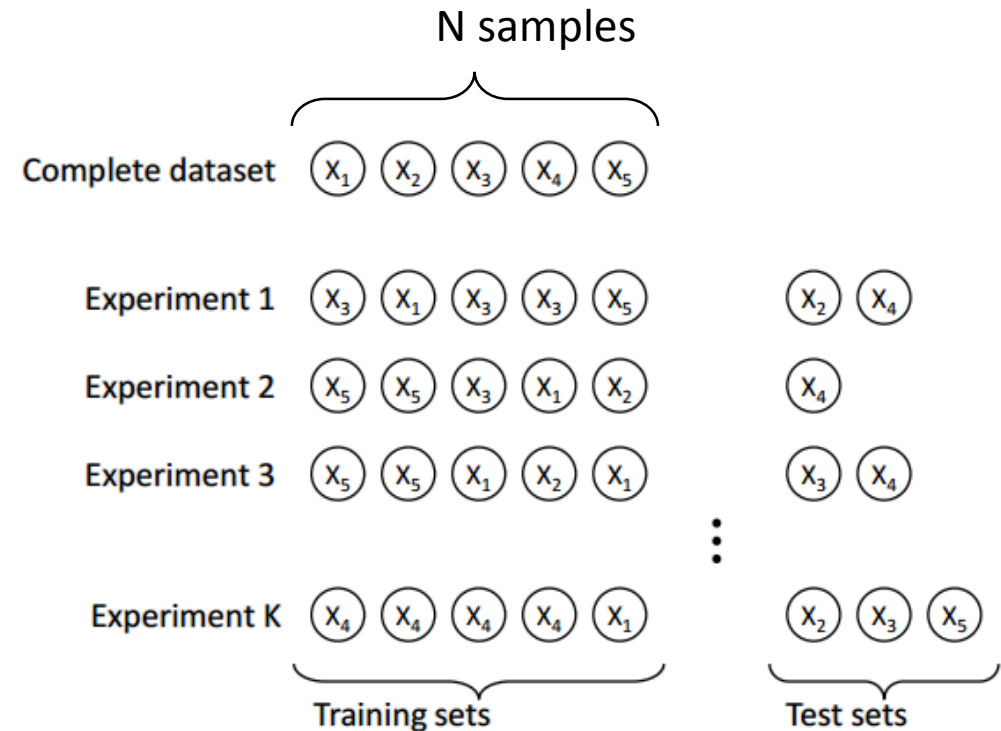 N samples
Complete dataset X₁ X₂ X₃ X₄ X₅
Experiment 1 X₃ X₁ X₃ X₃ X₅ X₂ X₄
Experiment 2 X₅ X₅ X₃ X₁ X₂ X₄
Experiment 3 X₅ X₅ X₁ X₂ X₁ X₃ X₄
Experiment K X₄ X₄ X₄ X₄ X₁ X₂ X₃ X₅
Training sets Test sets